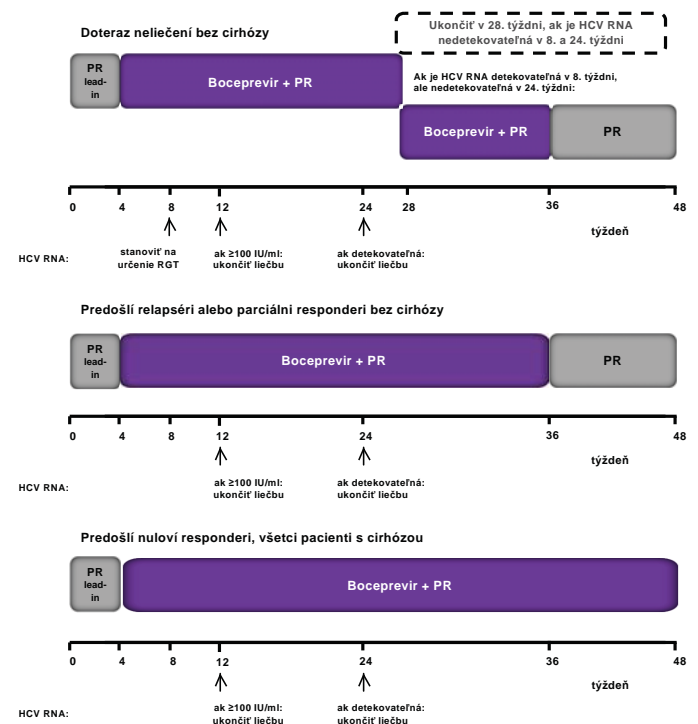 Doteraz neliečení bez cirhózy
Ukončiť v 28. týždni, ak je HCV RNA
nedetekovateľná v 8. a 24. týždni
PR
lead-
in
Boceprevir + PR
Ak je HCV RNA detekovateľná v 8. týždni,
ale nedetekovateľná v 24. týždni:
Boceprevir + PR
PR
0 4 8 12 24 28 36 48
týždeň
HCV RNA:
stanoviť na
určenie RGT
ak ≥100 IU/ml:
ukončiť liečbu
ak detekovateľná:
ukončiť liečbu
Predošlí relapséri alebo parciálni responderi bez cirhózy
PR
lead-
in
Boceprevir + PR
PR
0 4 8 12 24 36 48
týždeň
HCV RNA:
ak ≥100 IU/ml:
ukončiť liečbu
ak detekovateľná:
ukončiť liečbu
Predošlí nuloví responderi, všetci pacienti s cirhózou
PR
lead-
in
Boceprevir + PR
0 4 8 12 24 48
týždeň
HCV RNA:
ak ≥100 IU/ml:
ukončiť liečbu
ak detekovateľná:
ukončiť liečbu